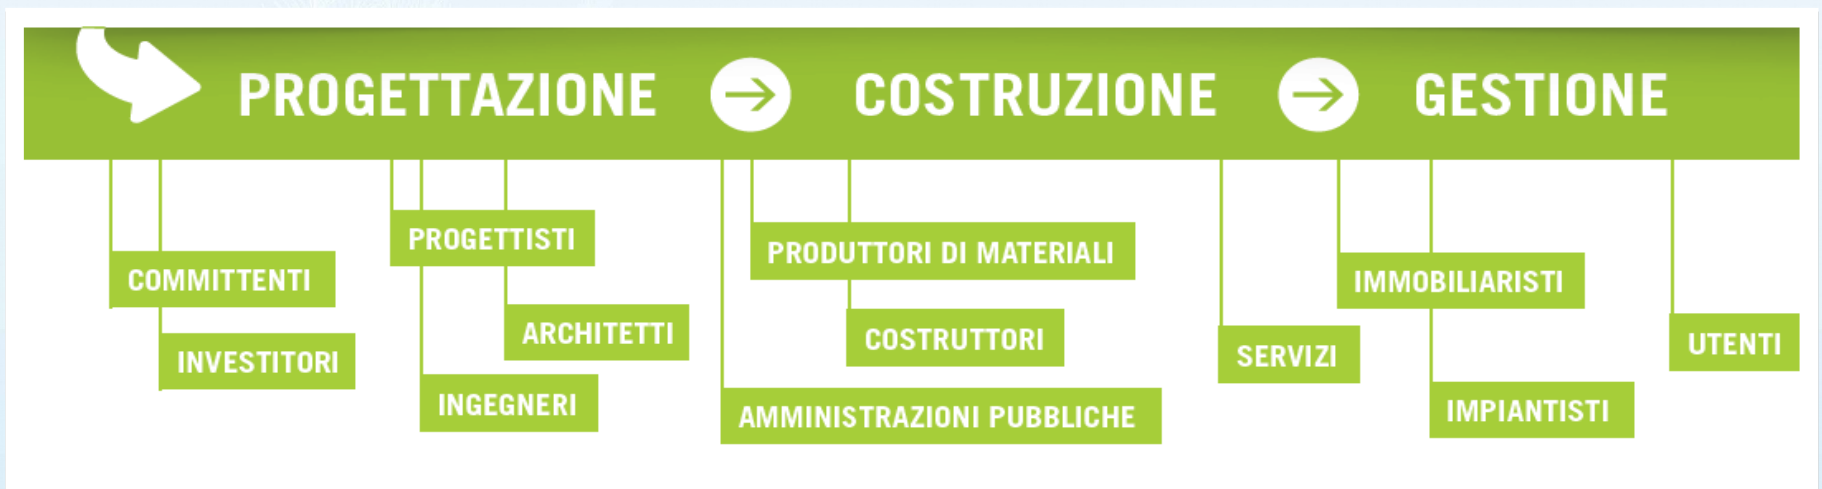 PROGETTAZIONE
COSTRUZIONE
GESTIONE
COMMITTENTI
INVESTITORI
PROGETTISTI
ARCHITETTI
INGEGNERI
PRODUTTORI DI MATERIALI
COSTRUTTORI
AMMINISTRAZIONI PUBBLICHE
SERVIZI
IMMOBILIARISTI
IMPIANTISTI
UTENTI